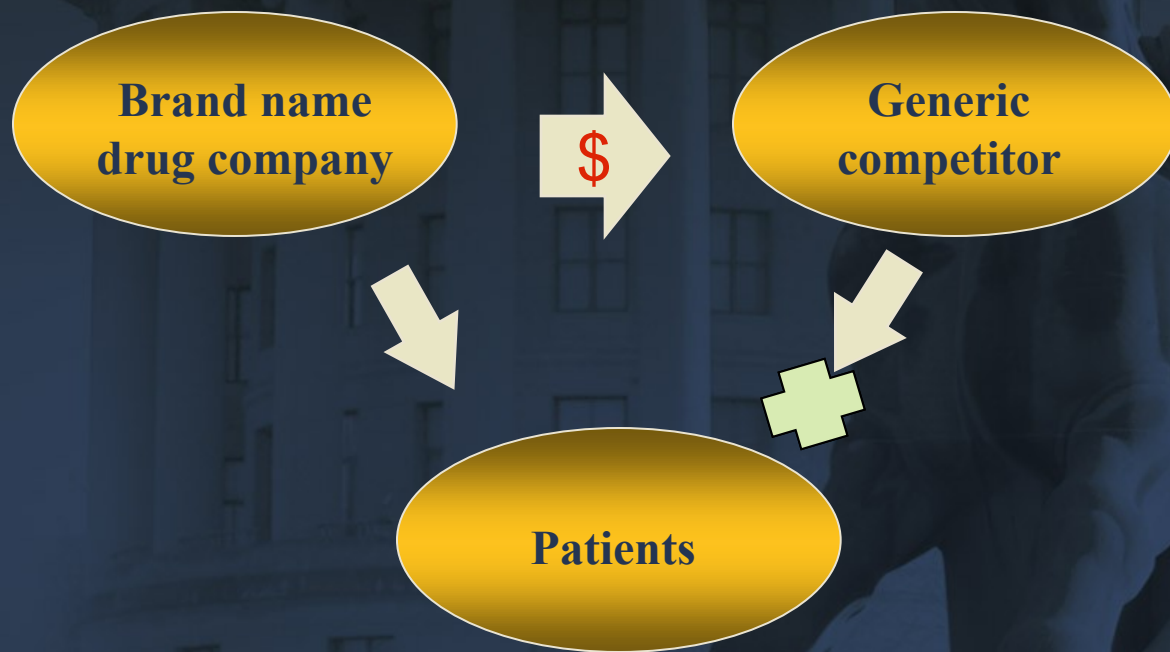 Brand name
drug company
$
Generic
competitor
Patients